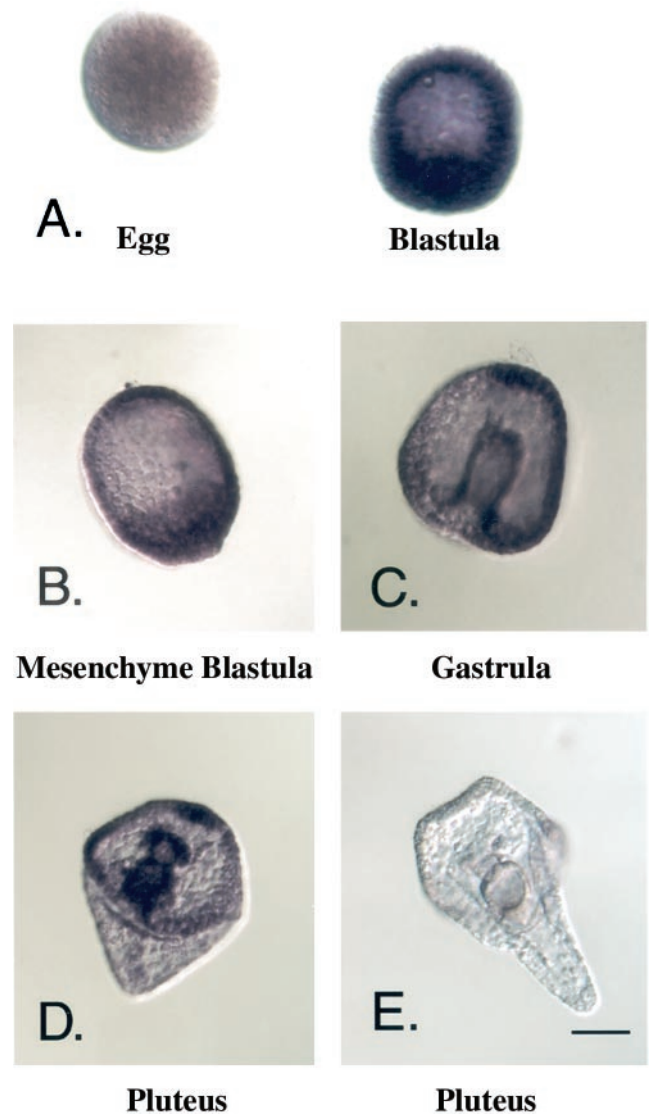 A.
Egg
Blastula
B.
C.
Mesenchyme Blastula
Gastrula
D.
E.
Pluteus
Pluteus